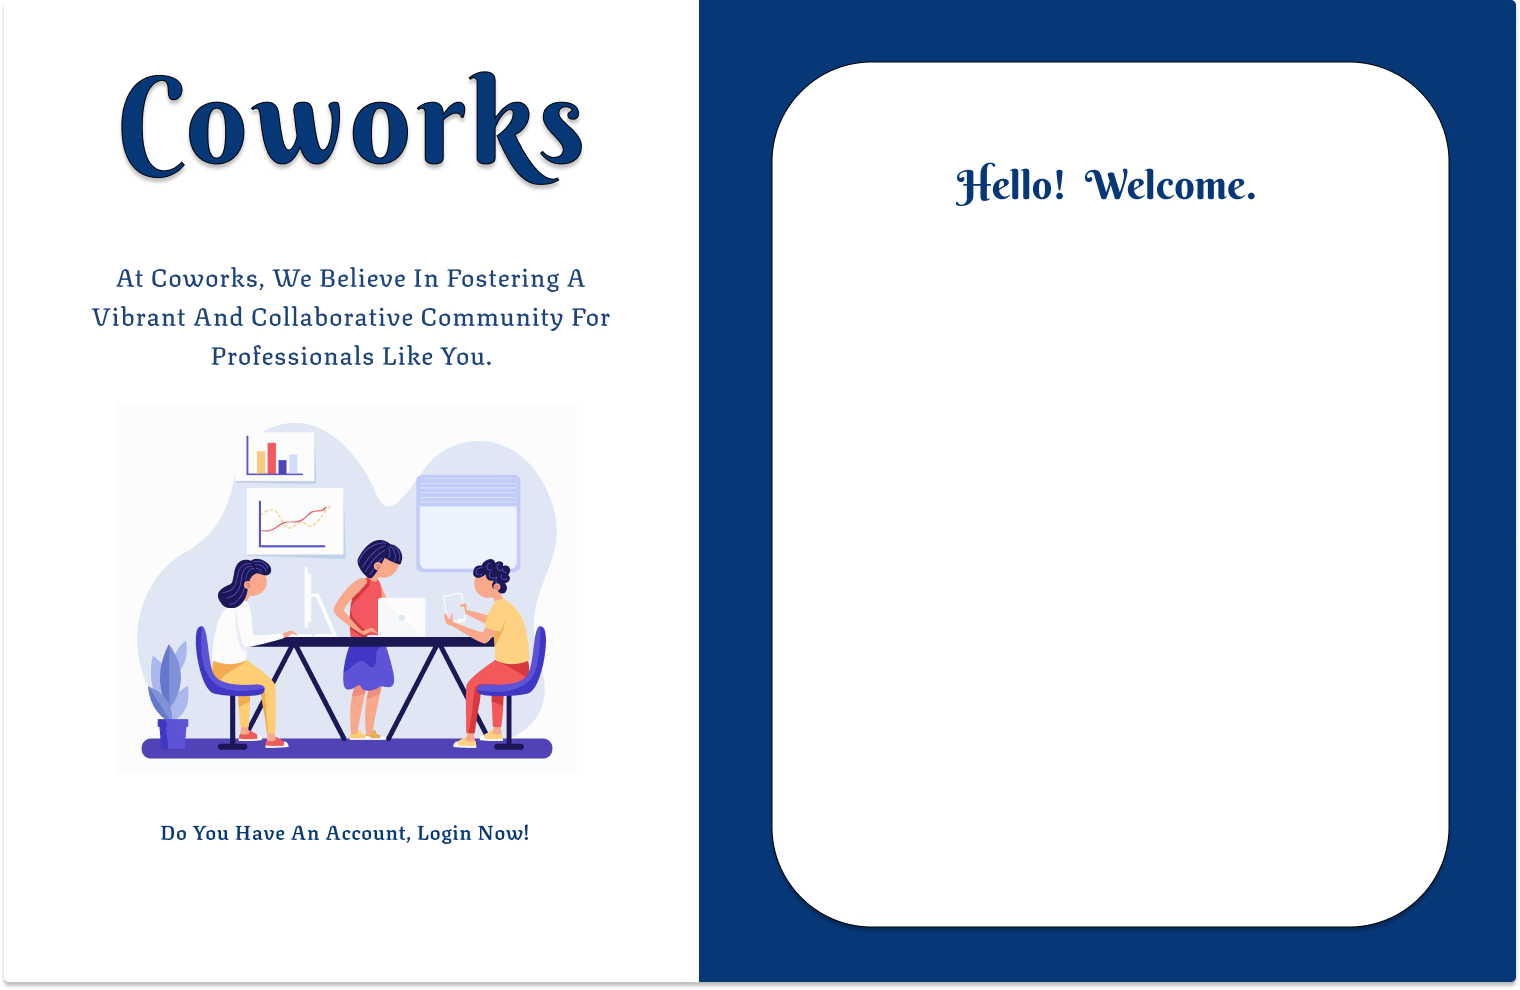 Coworks
At Coworks, We Believe In Fostering A
Vibrant And Collaborative Community For
Professionals Like You.
Do You Have An Account, Login Now!
Hello! Welcome.